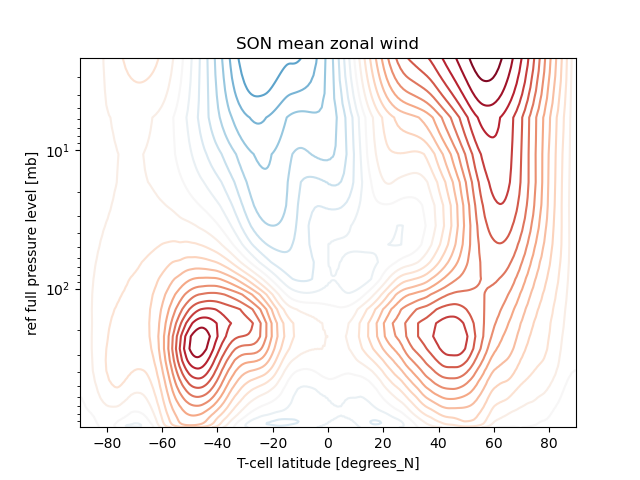 SON mean zonal wind
ref full pressure level [mb]
10¹
10²
−80 −60 −40 −20 0 20 40 60 80
T-cell latitude [degrees_N]